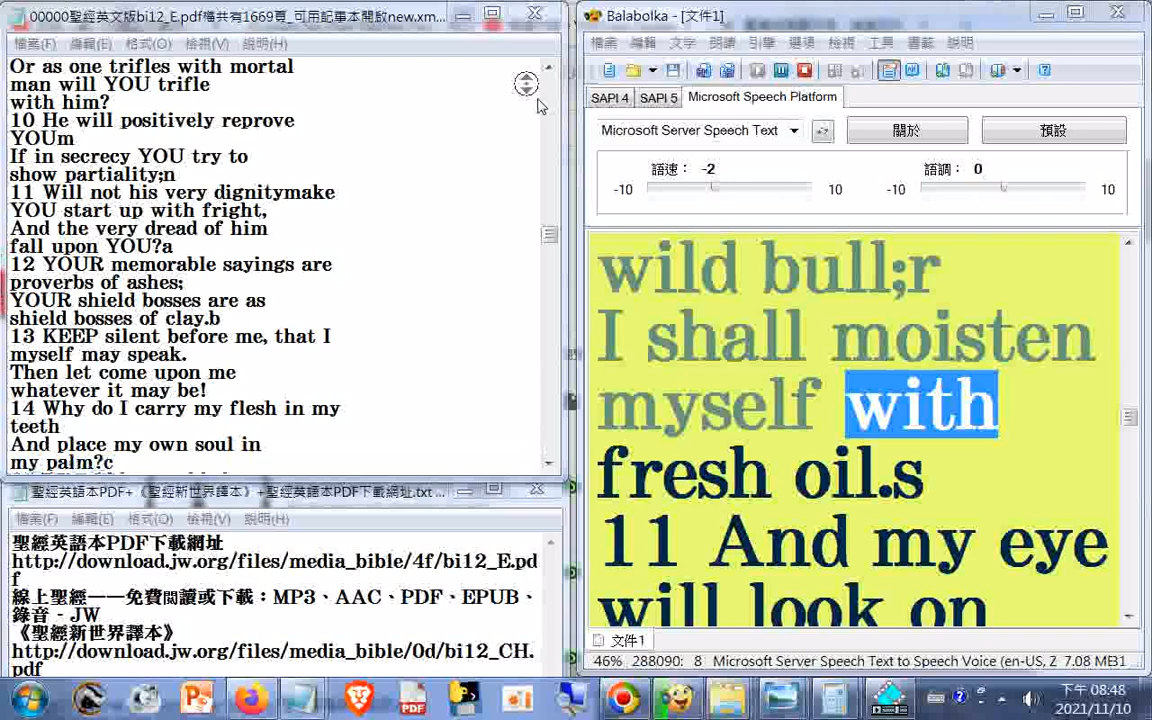 00000聖經英文版bi12_E.pdf檔共有1669頁_可用記事本開啟new.xm...
檔案(F) 編輯(E) 格式(O) 檢視(V) 說明(H)
Or as one trifles with mortal
man will YOU trifle
with him?
10 He will positively reprove
YOUm
If in secrecy YOU try to
show partiality;n
11 Will not his very dignitymake
YOU start up with fright,
And the very dread of him
fall upon YOU?a
12 YOUR memorable sayings are
proverbs of ashes;
YOUR shield bosses are as
shield bosses of clay.b
13 KEEP silent before me, that I
myself may speak.
Then let come upon me
whatever it may be!
14 Why do I carry my flesh in my
teeth
And place my own soul in
my palm?c
聖經英語本PDF+《聖經新世界譯本》+聖經英語本PDF下載網址.txt ...
檔案(F) 編輯(E) 格式(O) 檢視(V) 說明(H)
聖經英語本PDF下載網址
http://download.jw.org/files/media_bible/4f/bi12_E.pd
f
線上聖經——免費閱讀或下載：MP3、AAC、PDF、EPUB、
錄音 - JW
《聖經新世界譯本》
http://download.jw.org/files/media_bible/0d/bi12_CH.
pdf
Balabolka - [文件1]
檔案 編輯 文字 朗讀 引擎 選項 檢視 工具 書籤 說明
SAPI 4 SAPI 5 Microsoft Speech Platform
Microsoft Server Speech Text 關於 預設
語速： -2 語調： 0
-10 10 -10 10
wild bull;r
I shall moisten
myself with
fresh oil.s
11 And my eye
will look on
文件1
46% 288090: 8 Microsoft Server Speech Text to Speech Voice (en-US, Z 7.08 MB1
下午 08:48
2021/11/10